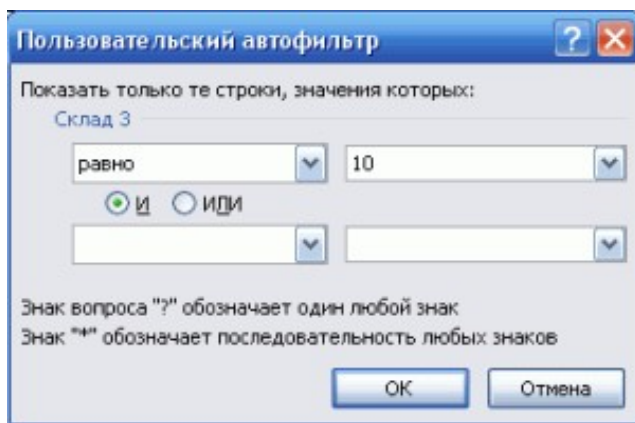 Пользовательский автофильтр
Показать только те строки, значения которых:
Склад 3
равно 10
И ИЛИ
Знак вопроса "?" обозначает один любой знак
Знак "*" обозначает последовательность любых знаков
ОК Отмена